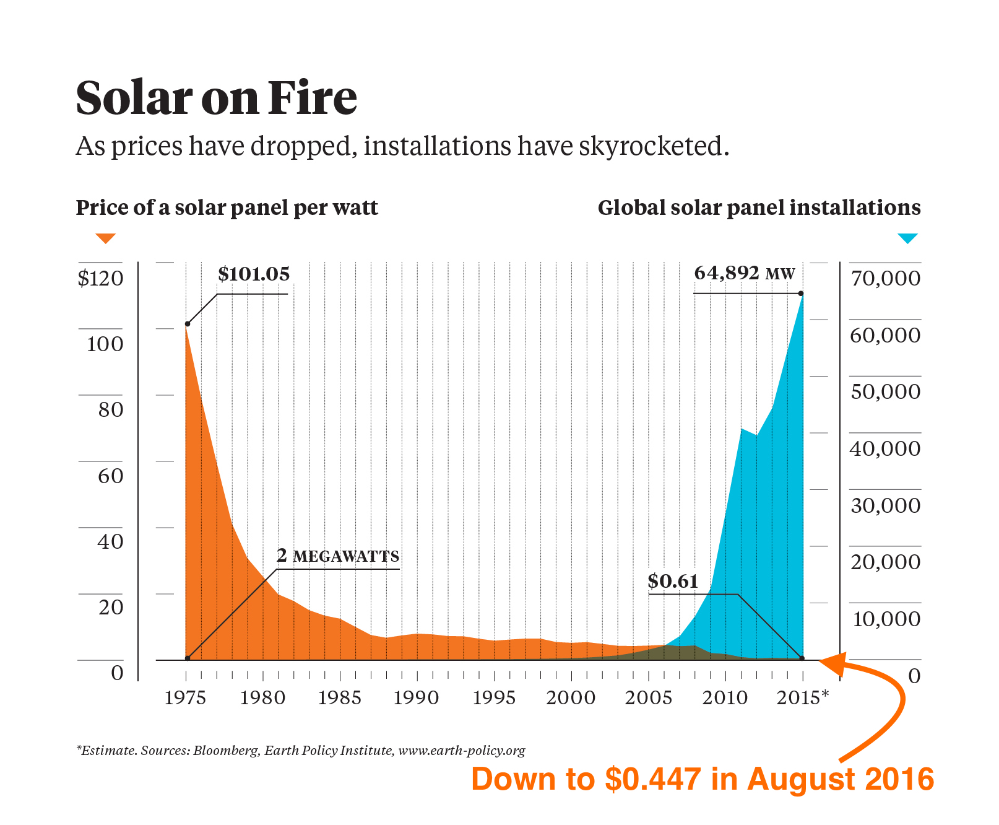 Solar on Fire
As prices have dropped, installations have skyrocketed.
Price of a solar panel per watt
Global solar panel installations
$120
100
80
60
40
20
0
$101.05
2 MEGAWATTS
64,892 MW
$0.61
70,000
60,000
50,000
40,000
30,000
20,000
10,000
0
1975 1980 1985 1990 1995 2000 2005 2010 2015*
*Estimate. Sources: Bloomberg, Earth Policy Institute, www.earth-policy.org
Down to $0.447 in August 2016